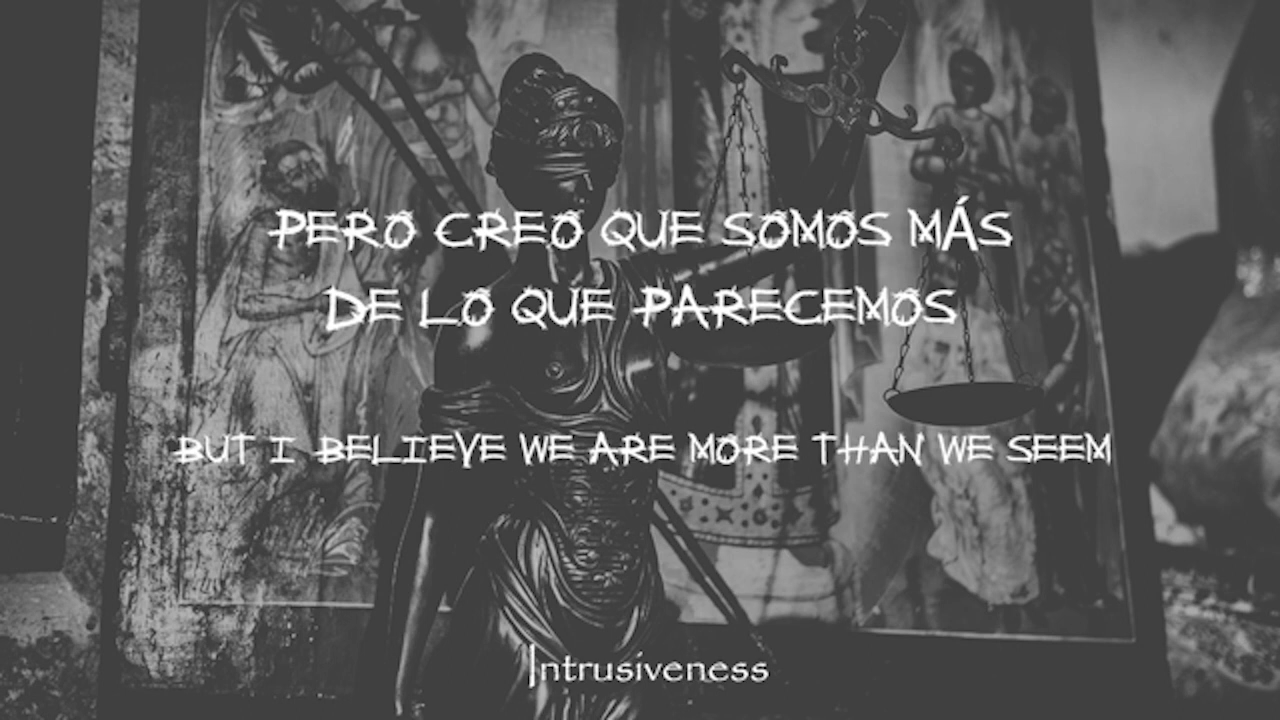 PERO CREO QUE SOMOS MÁS
DE LO QUE PARECEMOS
BUT I BELIEVE WE ARE MORE THAN WE SEEM
Intrusiveness